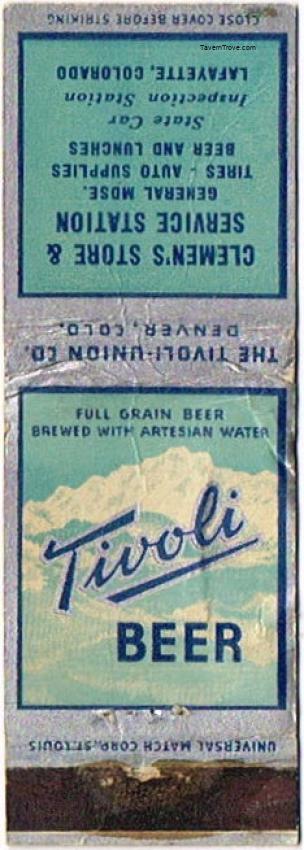 CLOSE COVER BEFORE STRIKING
TavernTrove.com
CLEMEN'S STORE &
SERVICE STATION
GENERAL MDSE.
TIRES - AUTO SUPPLIES
BEER AND LUNCHES
State Car
Inspection Station
LAFAYETTE, COLORADO
THE TIVOLI-UNION CO.
DENVER, COLO.
FULL GRAIN BEER
BREWED WITH ARTESIAN WATER
Tivoli
BEER
UNIVERSAL MATCH CORP., ST. LOUIS